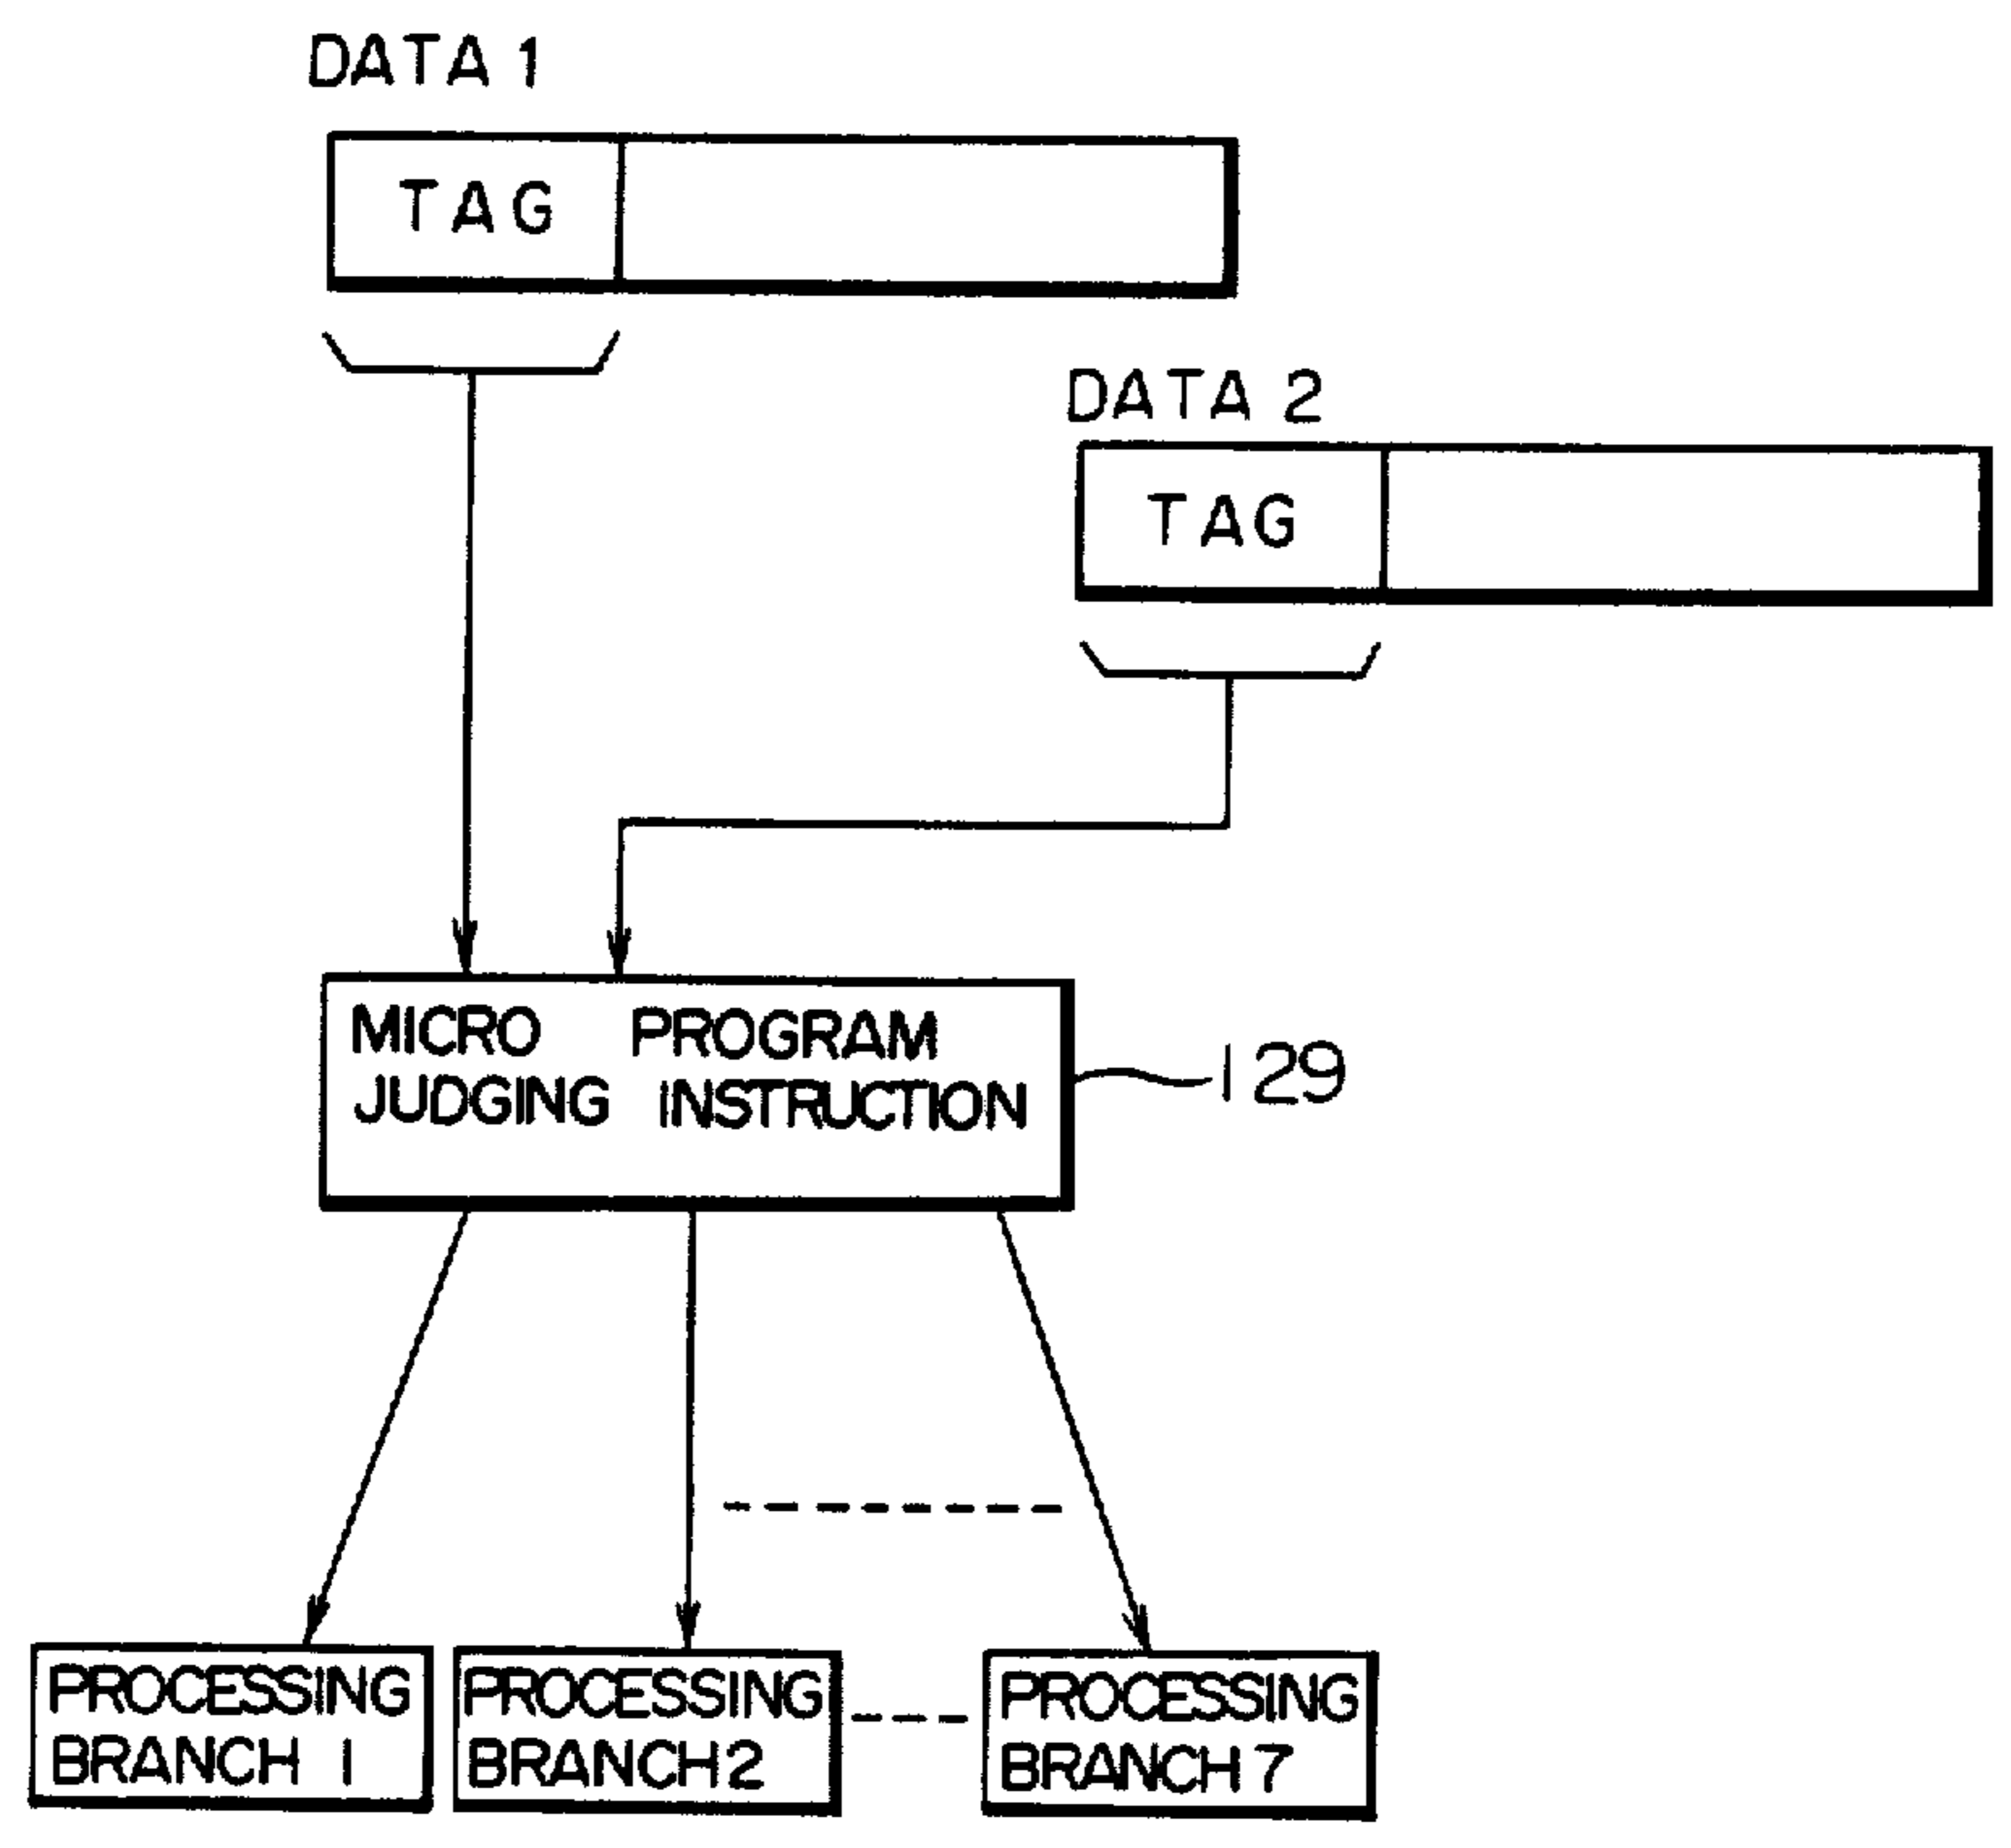 DATA 1
TAG
DATA 2
TAG
MICRO PROGRAM
JUDGING INSTRUCTION
129
PROCESSING
BRANCH 1
PROCESSING
BRANCH 2
PROCESSING
BRANCH 7